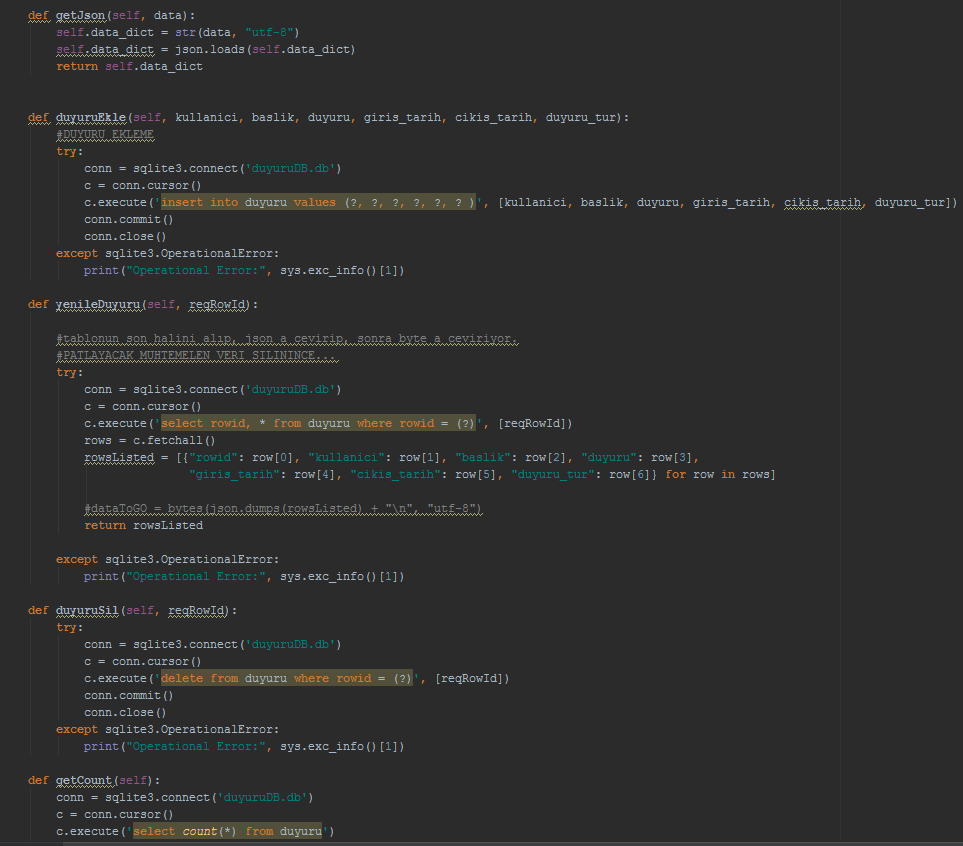 def getJson(self, data):
self.data_dict = str(data, "utf-8")
self.data_dict = json.loads(self.data_dict)
return self.data_dict
def duyuruEkle(self, kullanici, baslik, duyuru, giris_tarih, cikis_tarih, duyuru_tur):
#DUYURU EKLEME
try:
conn = sqlite3.connect('duyuruDB.db')
c = conn.cursor()
c.execute('insert into duyuru values (?, ?, ?, ?, ?, ? )', [kullanici, baslik, duyuru, giris_tarih, cikis_tarih, duyuru_tur])
conn.commit()
conn.close()
except sqlite3.OperationalError:
print("Operational Error:", sys.exc_info()[1])
def yenileDuyuru(self, reqRowId):
#tablonun son halini alıp, json a cevirip, sonra byte a ceviriyor.
#PATLAYACAK MUHTEMELEN VERI SILININCE...
try:
conn = sqlite3.connect('duyuruDB.db')
c = conn.cursor()
c.execute('select rowid, * from duyuru where rowid = (?)', [reqRowId])
rows = c.fetchall()
rowsListed = [{"rowid": row[0], "kullanici": row[1], "baslik": row[2], "duyuru": row[3],
"giris_tarih": row[4], "cikis_tarih": row[5], "duyuru_tur": row[6]} for row in rows]
#dataToGO = bytes(json.dumps(rowsListed) + "\n", "utf-8")
return rowsListed
except sqlite3.OperationalError:
print("Operational Error:", sys.exc_info()[1])
def duyuruSil(self, reqRowId):
try:
conn = sqlite3.connect('duyuruDB.db')
c = conn.cursor()
c.execute('delete from duyuru where rowid = (?)', [reqRowId])
conn.commit()
conn.close()
except sqlite3.OperationalError:
print("Operational Error:", sys.exc_info()[1])
def getCount(self):
conn = sqlite3.connect('duyuruDB.db')
c = conn.cursor()
c.execute('select count(*) from duyuru')